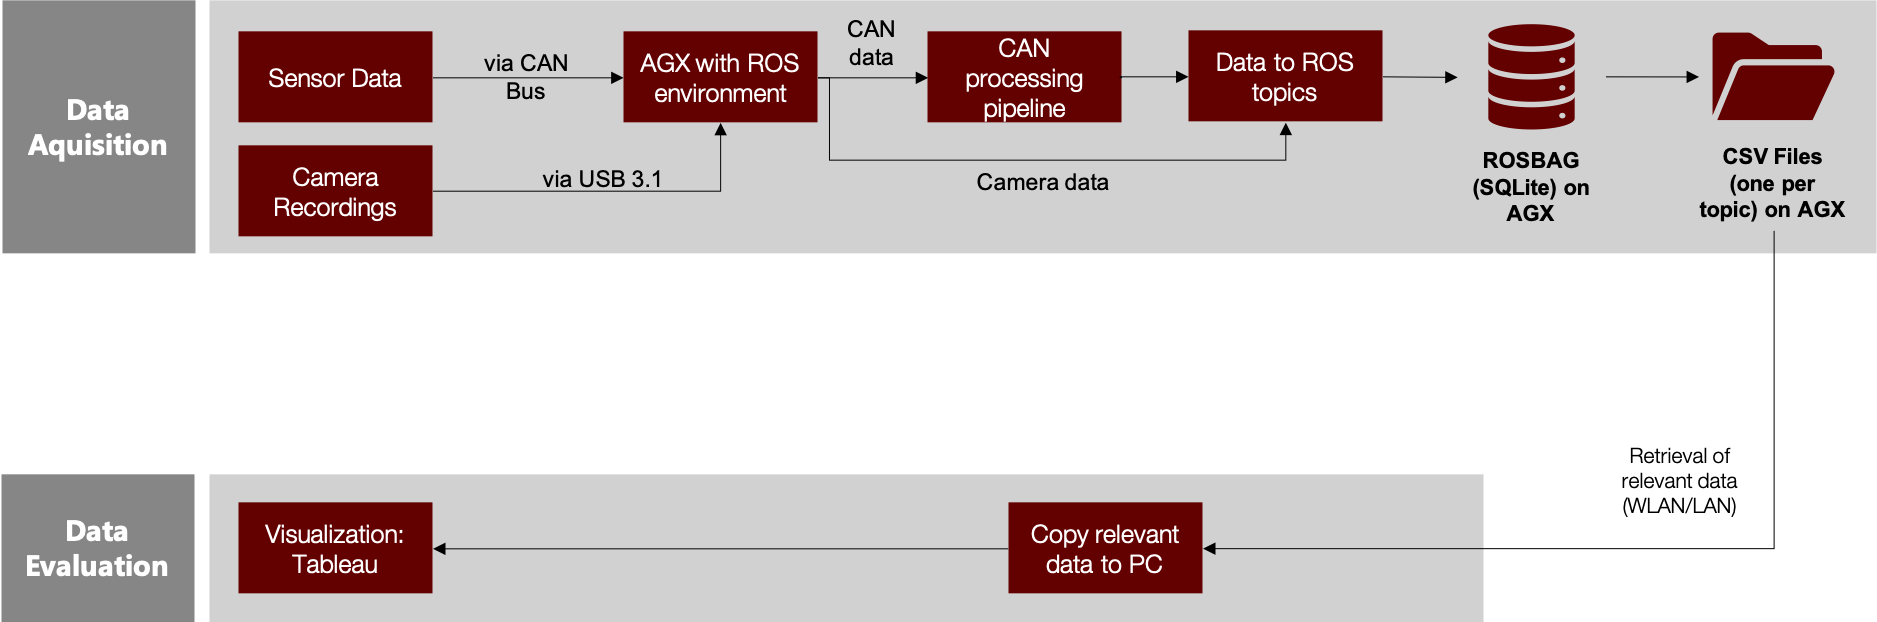 Data
Aquisition
Sensor Data
via CAN
Bus
AGX with ROS
environment
CAN
data
CAN
processing
pipeline
Data to ROS
topics
ROSBAG
(SQLite) on
AGX
CSV Files
(one per
topic) on AGX
Camera
Recordings
via USB 3.1
Camera data
Retrieval of
relevant data
(WLAN/LAN)
Data
Evaluation
Visualization:
Tableau
Copy relevant
data to PC